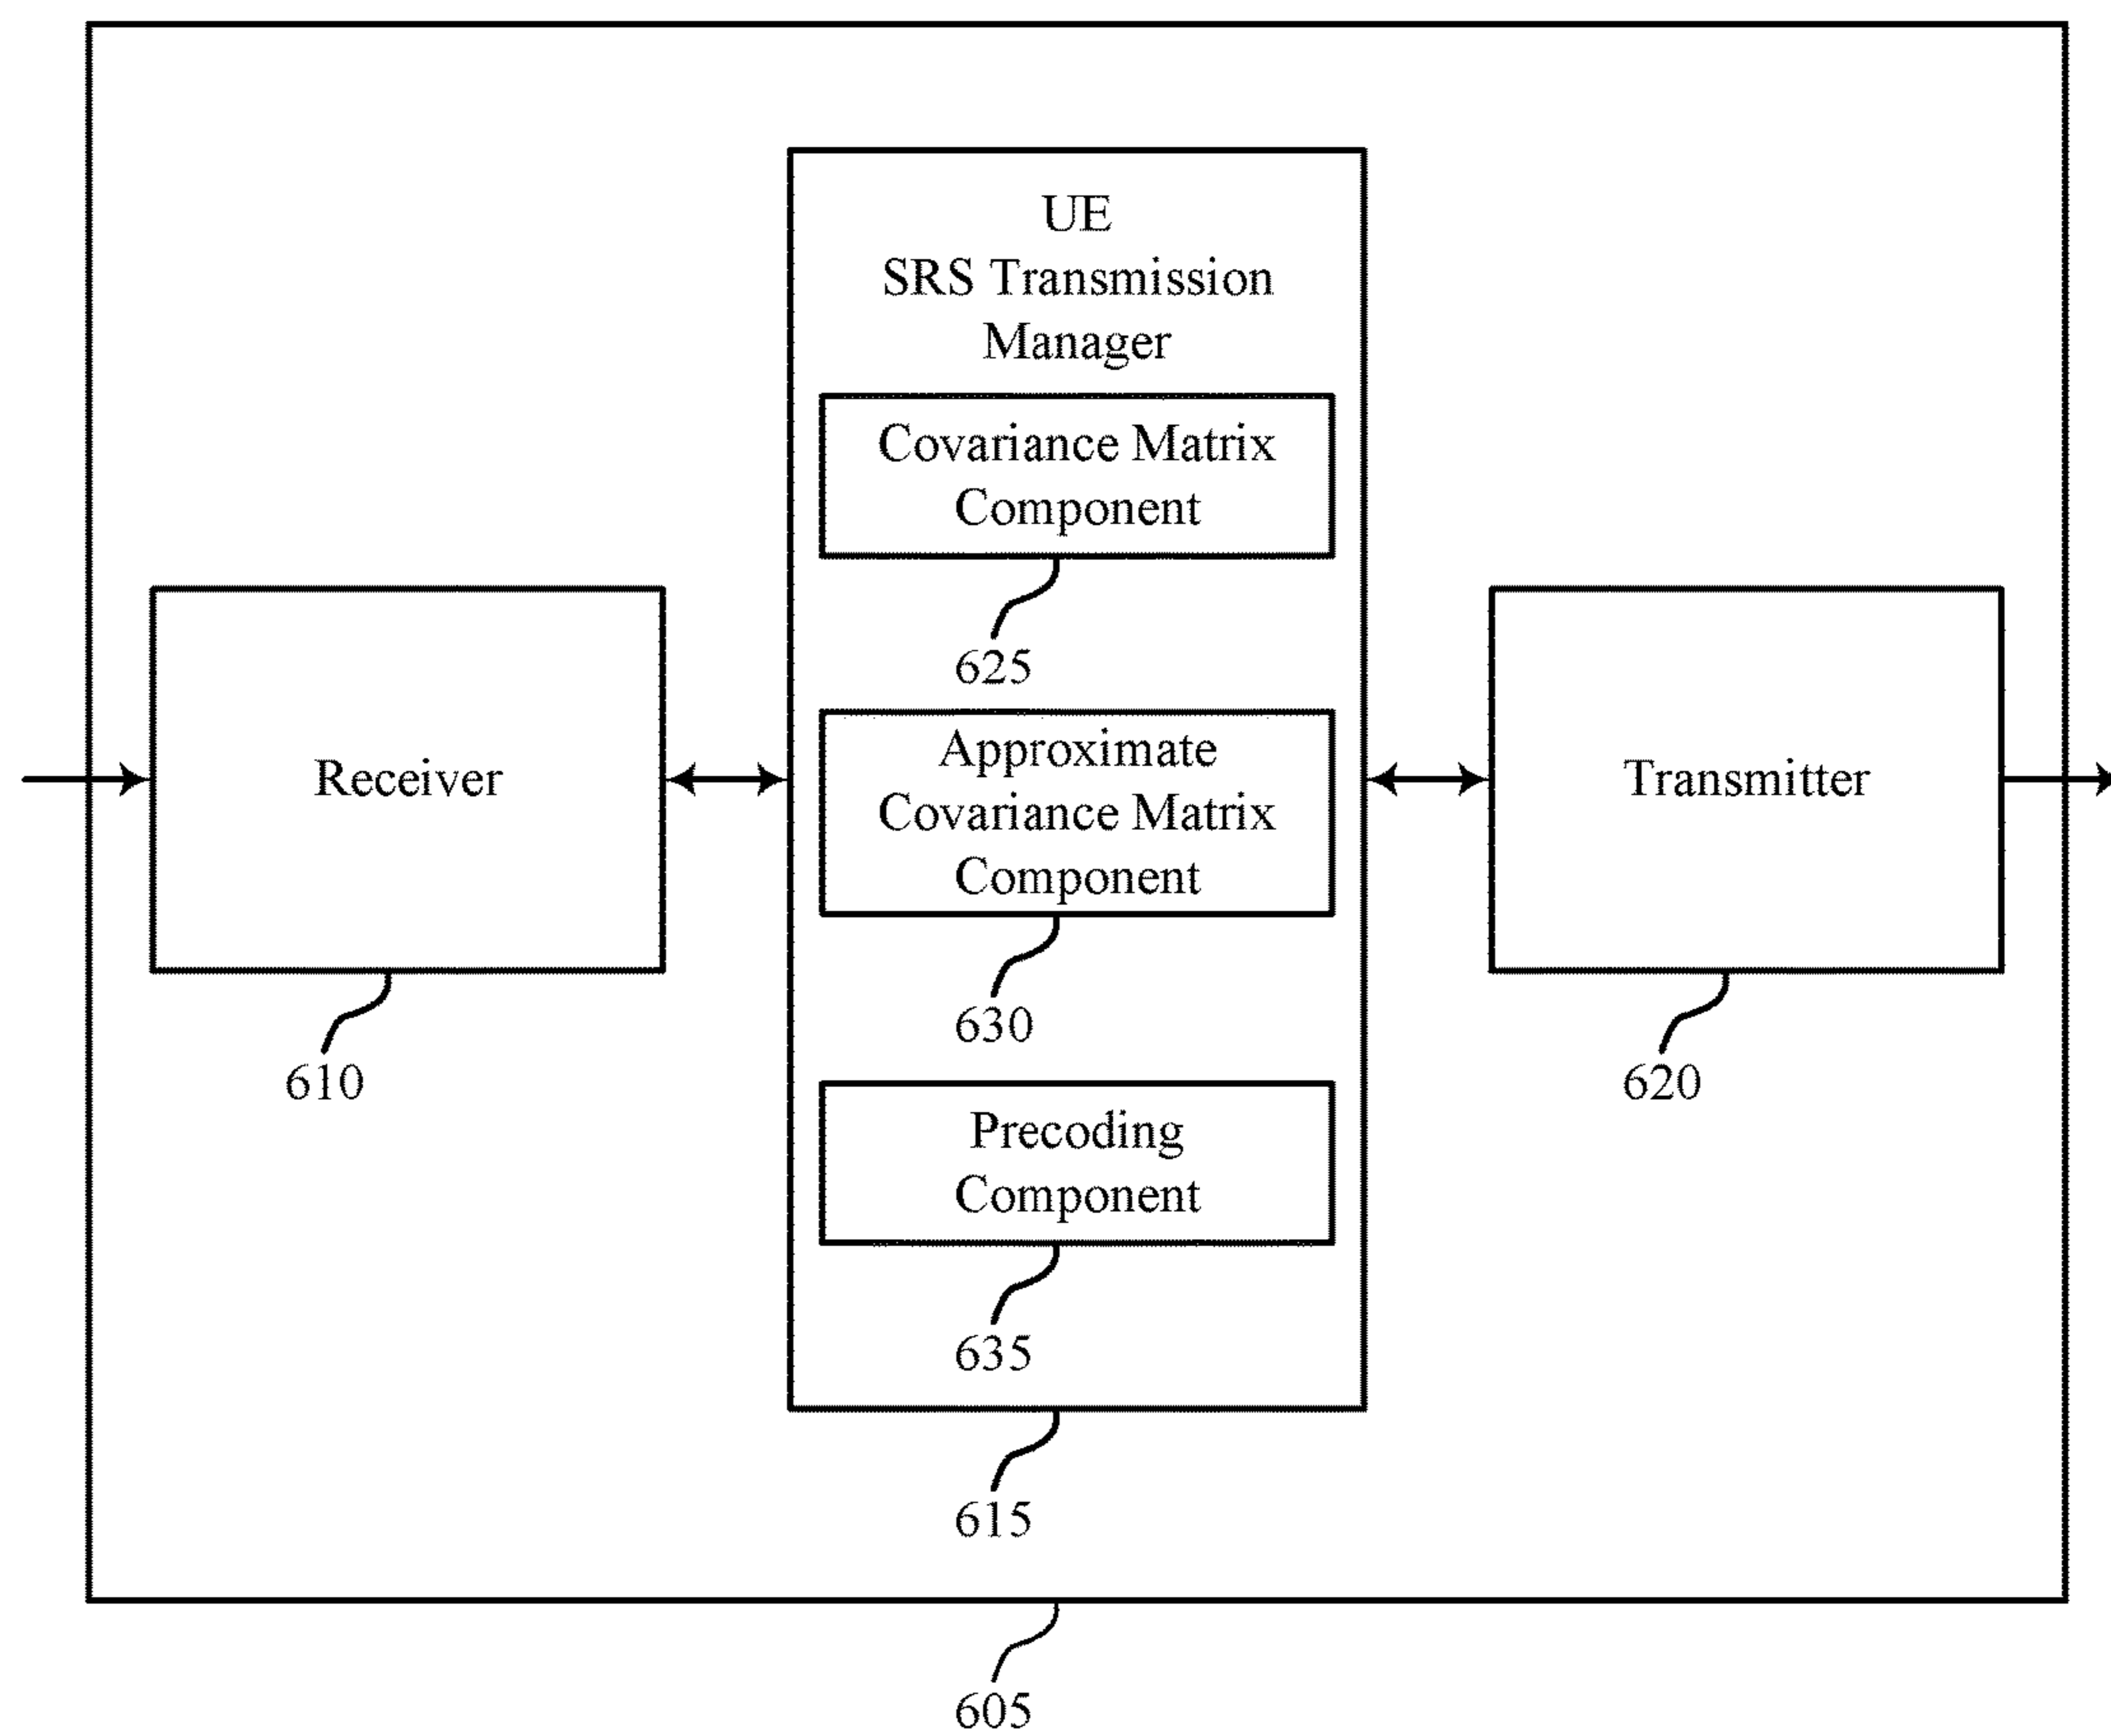 UE
SRS Transmission
Manager
Covariance Matrix
Component
625
Receiver
610
Approximate
Covariance Matrix
Component
630
Transmitter
620
Precoding
Component
635
615
605